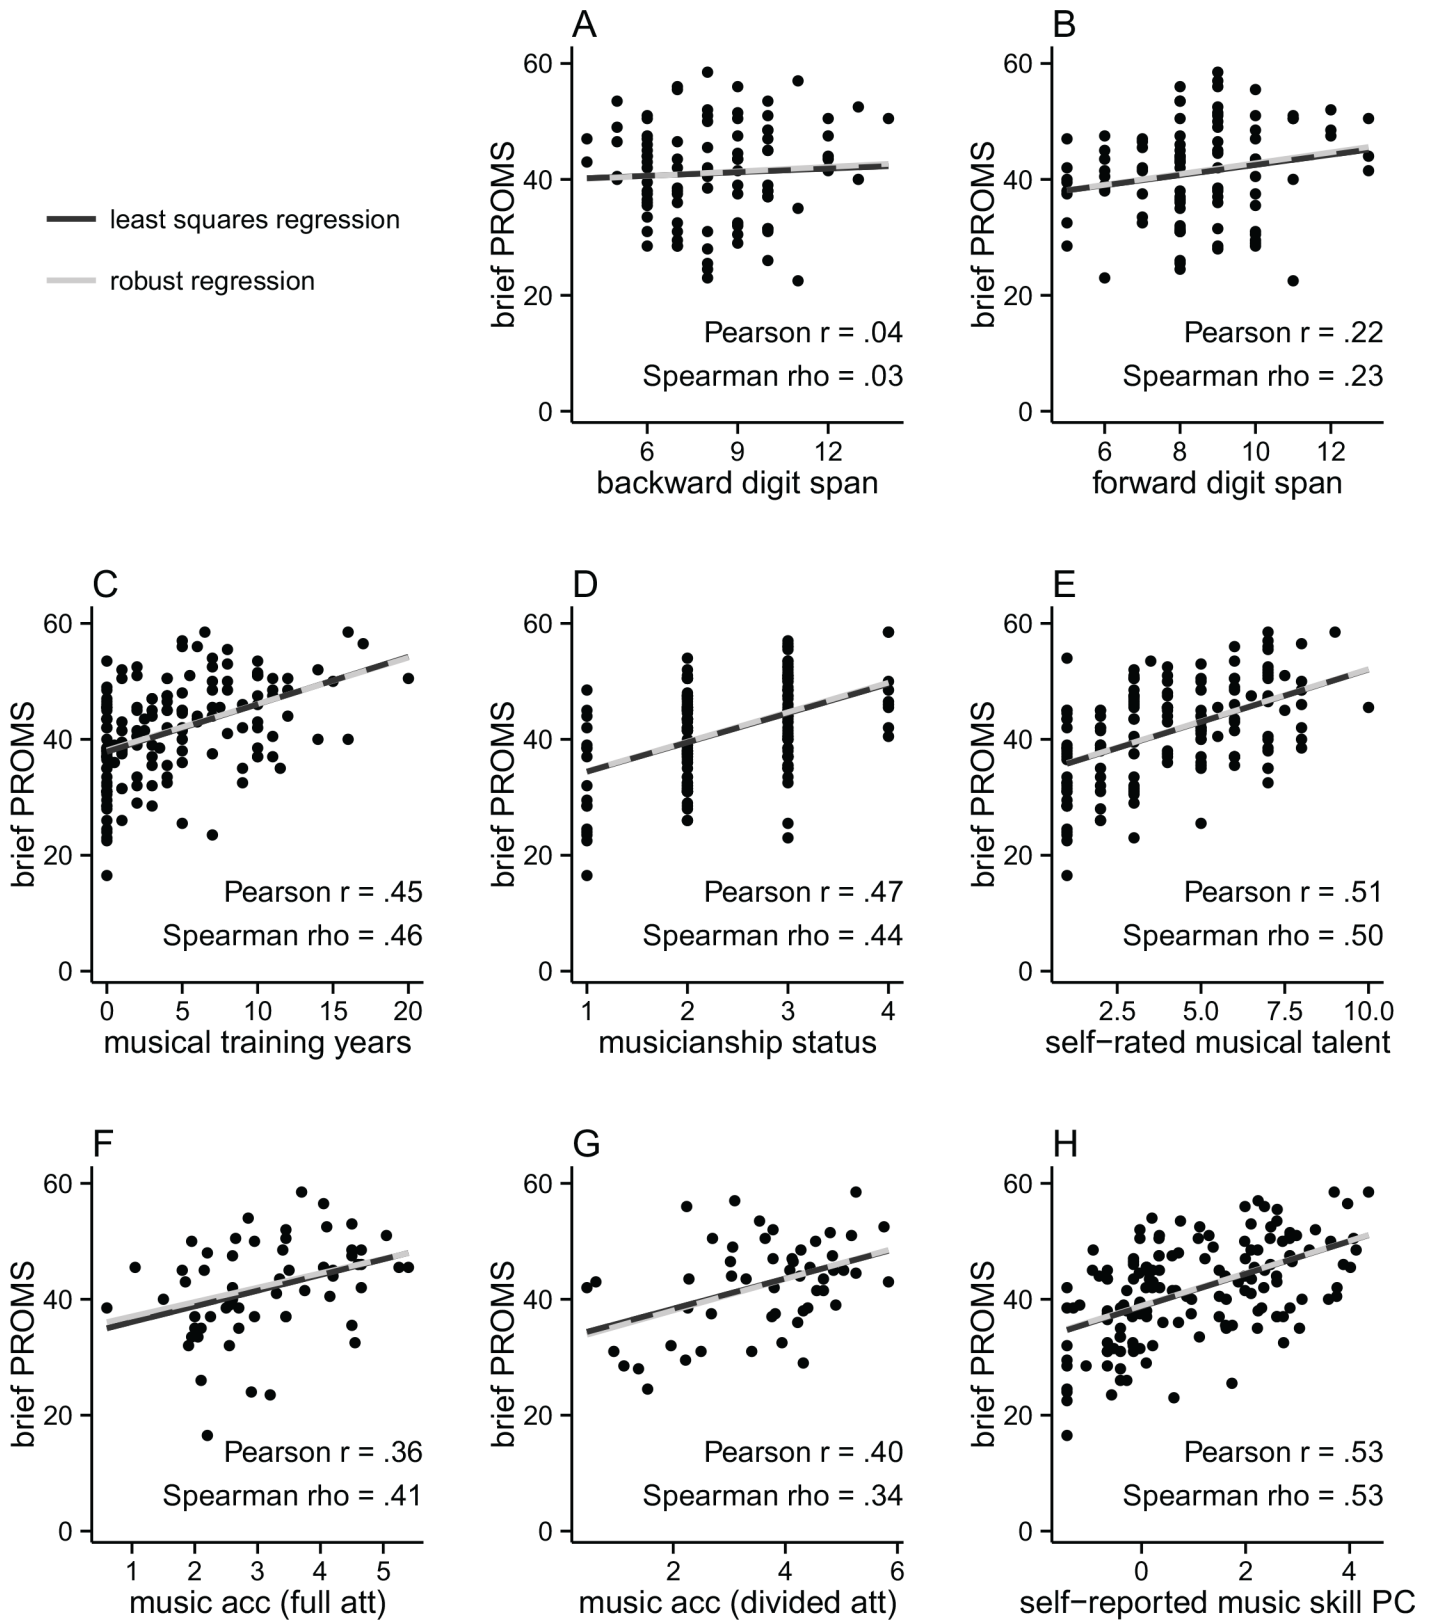 A
60
40
20
0
brief PROMS
Pearson r = .04
Spearman rho = .03
6 9 12
backward digit span
B
60
40
20
0
brief PROMS
Pearson r = .22
Spearman rho = .23
6 8 10 12
forward digit span
least squares regression
robust regression
C
60
40
20
0
brief PROMS
Pearson r = .45
Spearman rho = .46
0 5 10 15 20
musical training years
D
60
40
20
0
brief PROMS
Pearson r = .47
Spearman rho = .44
1 2 3 4
musicianship status
E
60
40
20
0
brief PROMS
Pearson r = .51
Spearman rho = .50
2.5 5.0 7.5 10.0
self−rated musical talent
F
60
40
20
0
brief PROMS
Pearson r = .36
Spearman rho = .41
1 2 3 4 5
music acc (full att)
G
60
40
20
0
brief PROMS
Pearson r = .40
Spearman rho = .34
2 4 6
music acc (divided att)
H
60
40
20
0
brief PROMS
Pearson r = .53
Spearman rho = .53
0 2 4
self−reported music skill PC